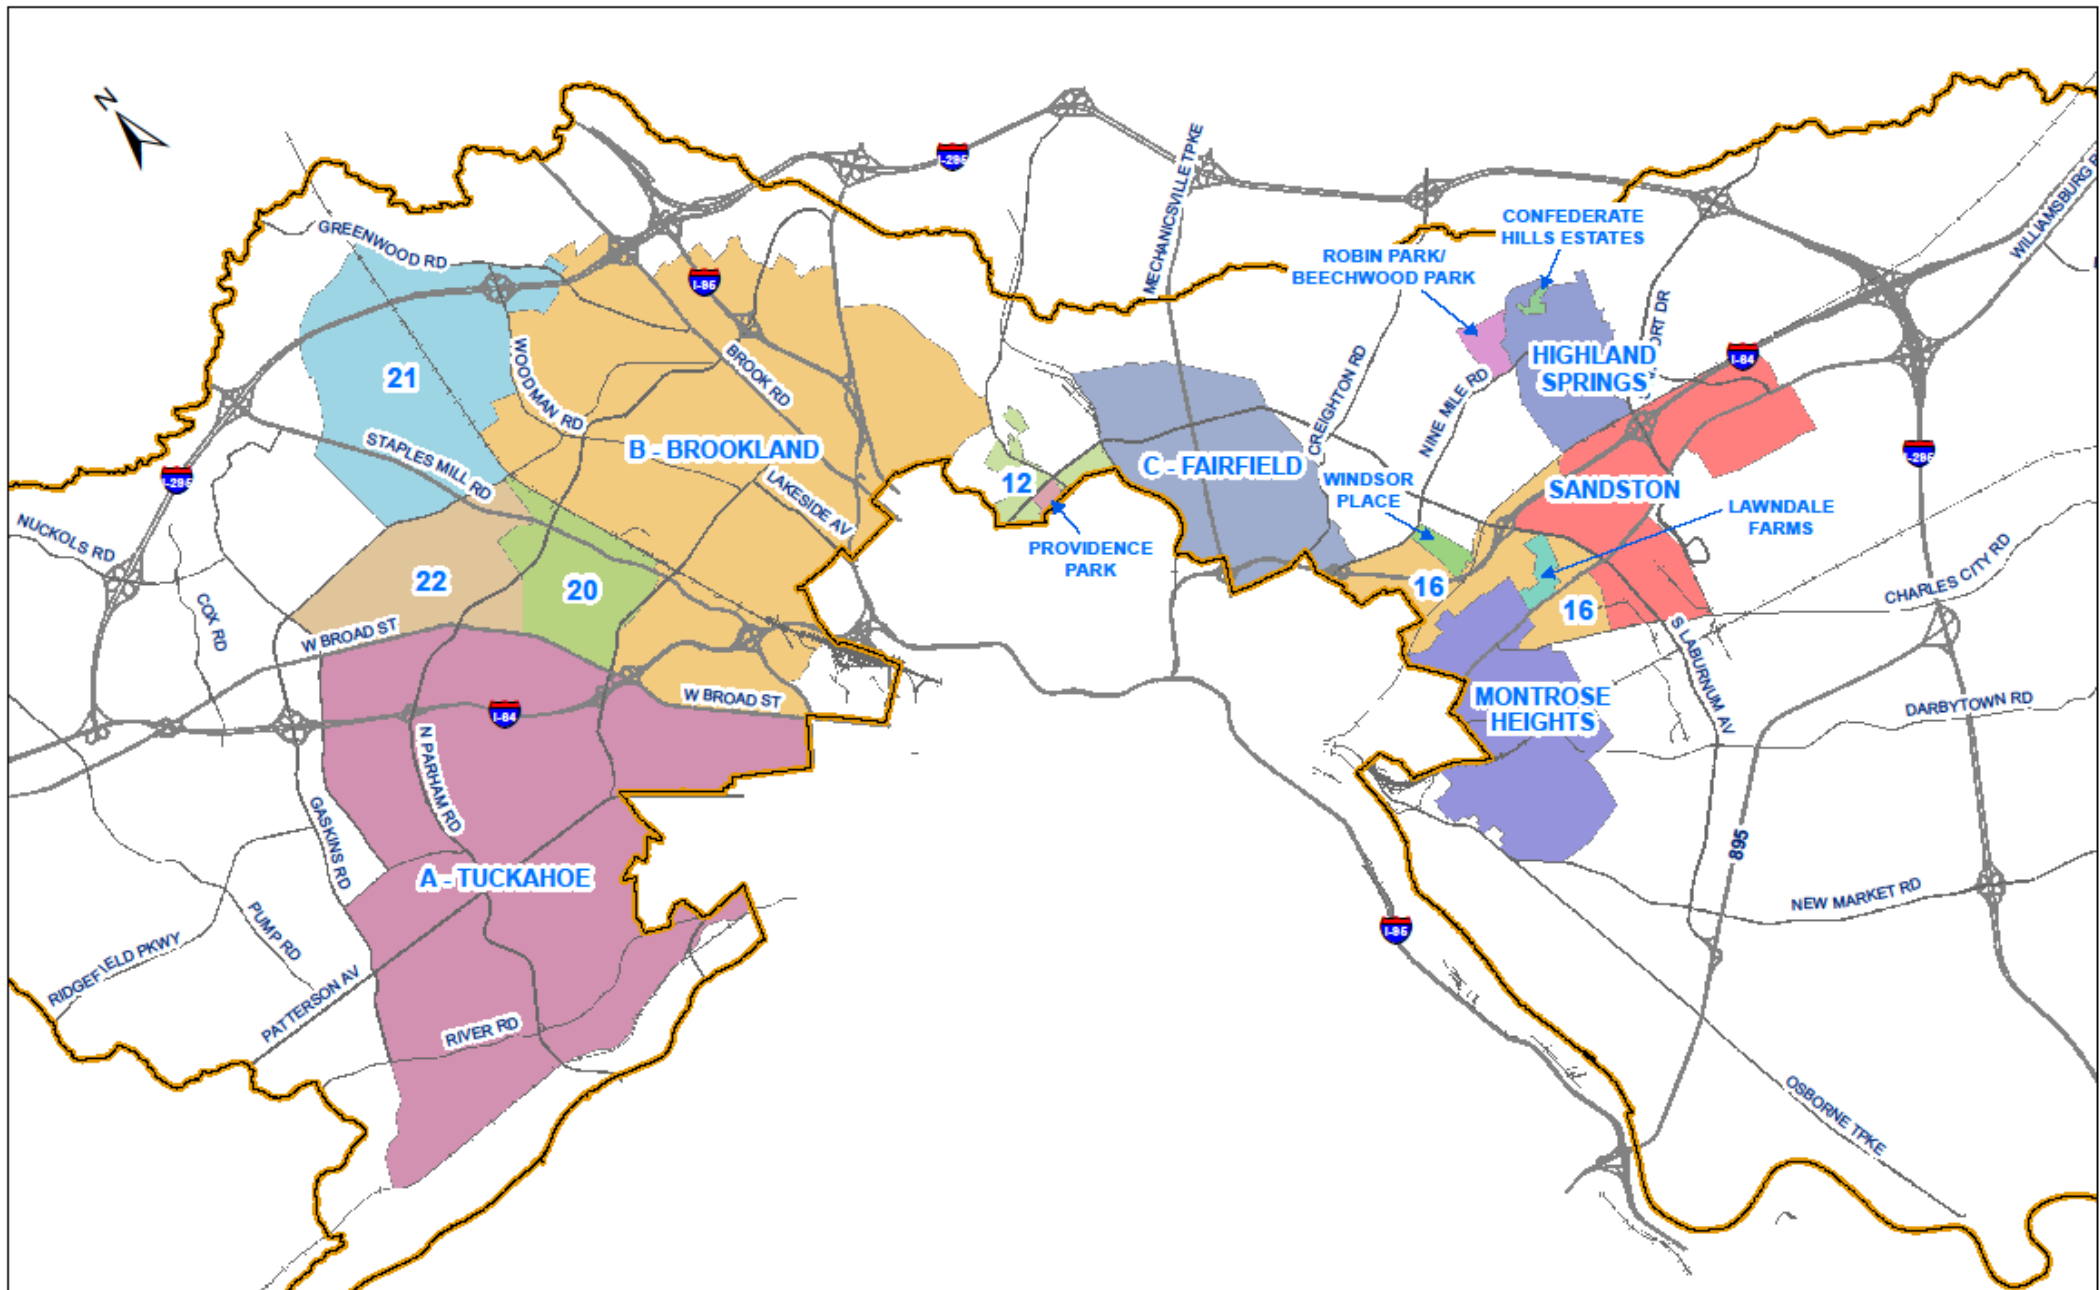 N
I-295
MECHANICSVILLE TPKE
WILLIAMSBURG R
CONFEDERATE
HILLS ESTATES
GREENWOOD RD
ROBIN PARK/
BEECHWOOD PARK
I-95
ORT DR
HIGHLAND
SPRINGS
I-64
21
WOODMAN RD
BROOK RD
CREIGHTON RD
NINE MILE RD
STAPLES MILL RD
B - BROOKLAND
C - FAIRFIELD
I-295
I-295
LAKESIDE AV
12
WINDSOR
PLACE
SANDSTON
LAWNDALE
FARMS
NUCKOLS RD
PROVIDENCE
PARK
22
20
16
16
CHARLES CITY RD
COX RD
W BROAD ST
S LABURNUM AV
W BROAD ST
MONTROSE
HEIGHTS
DARBYTOWN RD
I-64
N PARHAM RD
GASKINS RD
895
A - TUCKAHOE
NEW MARKET RD
PUMP RD
I-95
RIDGEFIELD PKWY
PATTERSON AV
RIVER RD
OSBORNE TPKE